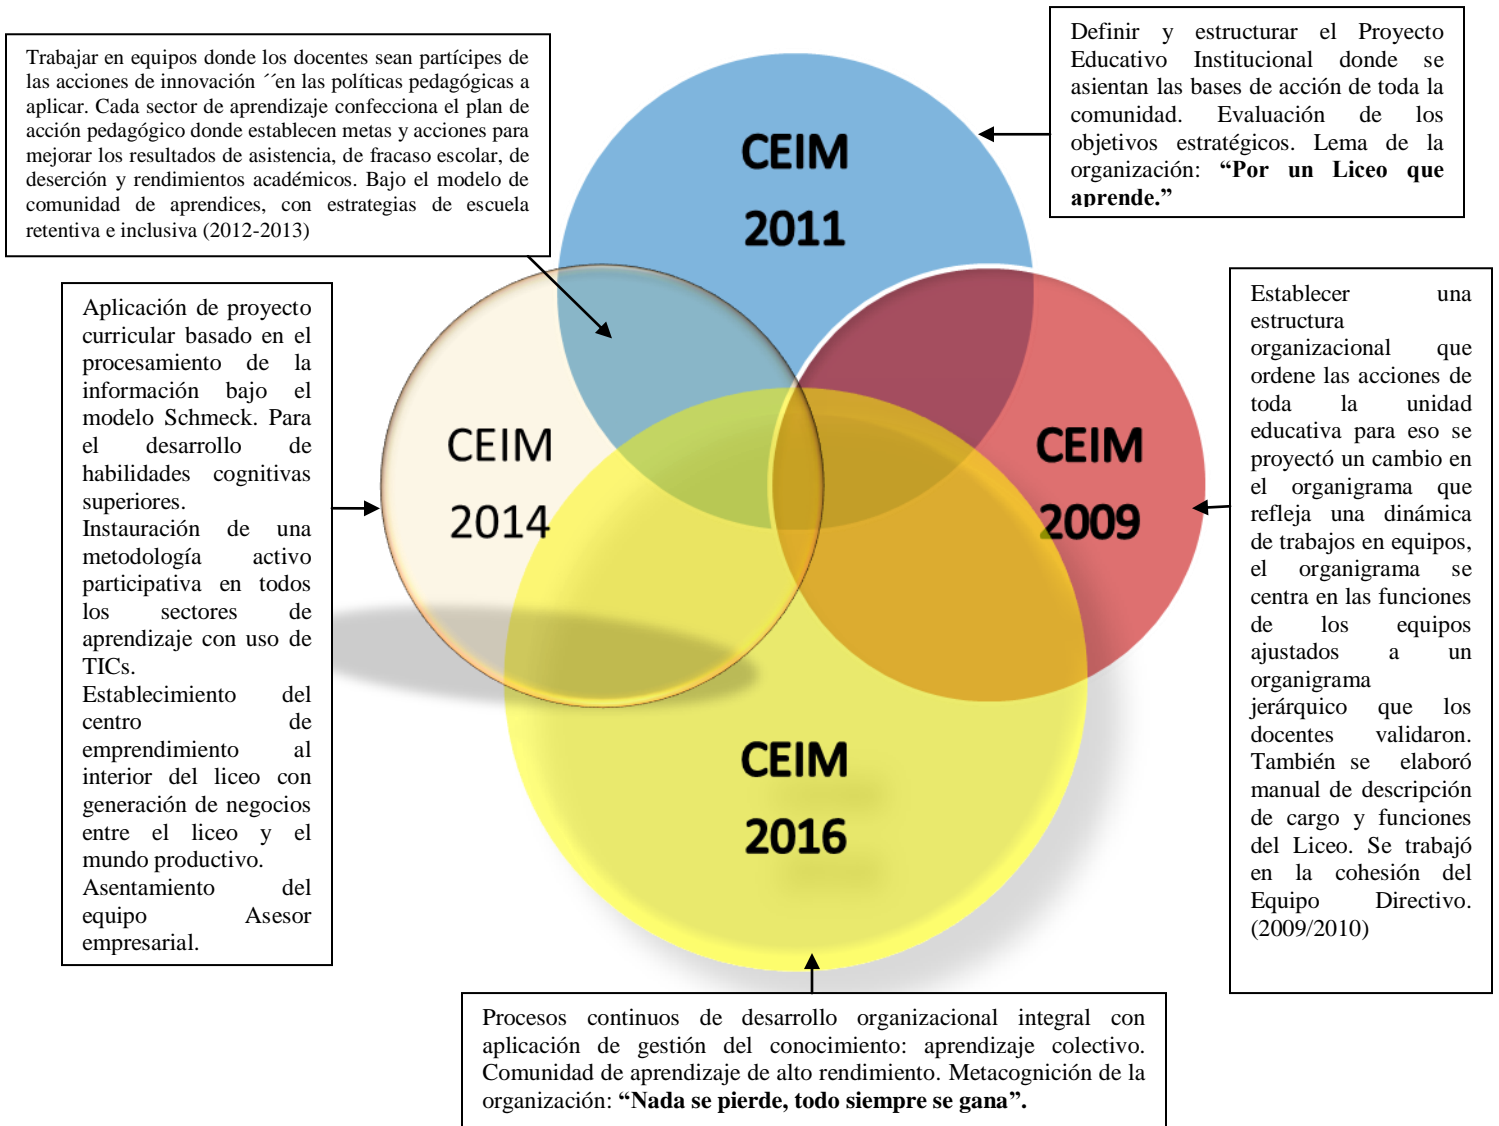 Trabajar en equipos donde los docentes sean partícipes de
las acciones de innovación ´´en las políticas pedagógicas a
aplicar. Cada sector de aprendizaje confecciona el plan de
acción pedagógico donde establecen metas y acciones para
mejorar los resultados de asistencia, de fracaso escolar, de
deserción y rendimientos académicos. Bajo el modelo de
comunidad de aprendices, con estrategias de escuela
retentiva e inclusiva (2012-2013)
Definir y estructurar el Proyecto
Educativo Institucional donde se
asientan las bases de acción de toda la
comunidad. Evaluación de los
objetivos estratégicos. Lema de la
organización: “Por un Liceo que
aprende.”
CEIM
2011
Aplicación de proyecto
curricular basado en el
procesamiento de la
información bajo el
modelo Schmeck. Para
el desarrollo de
habilidades cognitivas
superiores.
Instauración de una
metodología activo
participativa en todos
los sectores de
aprendizaje con uso de
TICs.
Establecimiento del
centro de
emprendimiento al
interior del liceo con
generación de negocios
entre el liceo y el
mundo productivo.
Asentamiento del
equipo Asesor
empresarial.
CEIM
2014
CEIM
2009
Establecer una
estructura
organizacional que
ordene las acciones de
toda la unidad
educativa para eso se
proyectó un cambio en
el organigrama que
refleja una dinámica
de trabajos en equipos,
el organigrama se
centra en las funciones
de los equipos
ajustados a un
organigrama
jerárquico que los
docentes validaron.
También se elaboró
manual de descripción
de cargo y funciones
del Liceo. Se trabajó
en la cohesión del
Equipo Directivo.
(2009/2010)
CEIM
2016
Procesos continuos de desarrollo organizacional integral con
aplicación de gestión del conocimiento: aprendizaje colectivo.
Comunidad de aprendizaje de alto rendimiento. Metacognición de la
organización: “Nada se pierde, todo siempre se gana”.